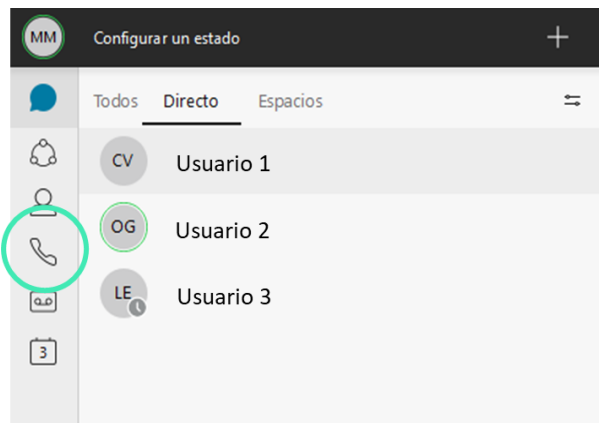 MM Configurar un estado
Todos Directo Espacios
CV Usuario 1
OG Usuario 2
LE Usuario 3
3